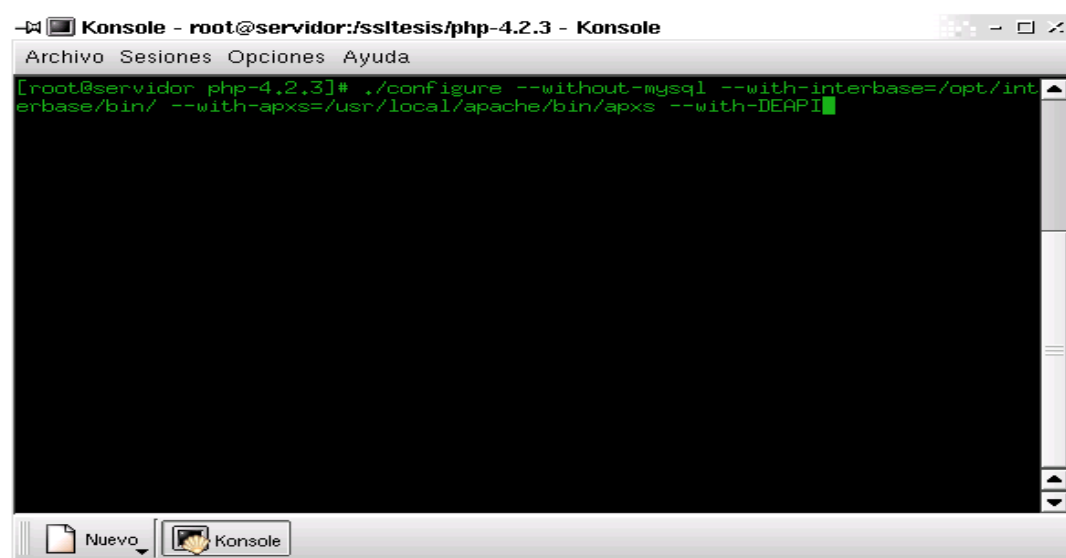 Konsole - root@servidor:/ssltesis/php-4.2.3 - Konsole
Archivo Sesiones Opciones Ayuda
[root@servidor php-4.2.3]# ./configure --without-mysql --with-interbase=/opt/int
erbase/bin/ --with-apxs=/usr/local/apache/bin/apxs --with-DEAPI
Nuevo Konsole